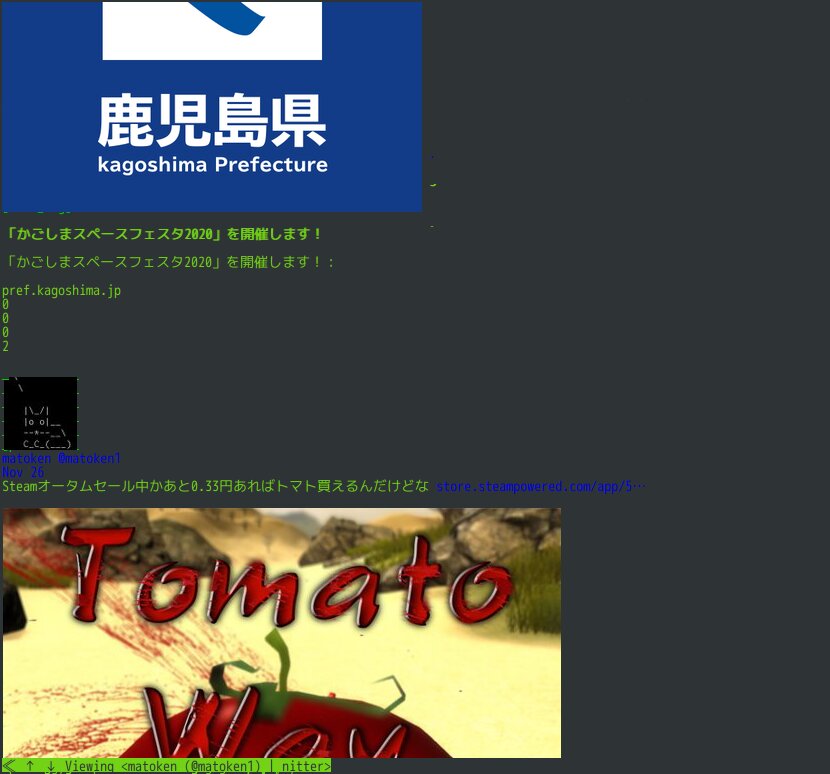 鹿児島県
kagoshima Prefecture
「かごしまスペースフェスタ2020」を開催します！
「かごしまスペースフェスタ2020」を開催します！：
pref.kagoshima.jp
0
0
0
2
\
|\_/|
|o o|__
--*--__\
C_C_(___)
matoken @matoken1
Nov 26
Steamオータムセール中かあと0.33円あればトマト買えるんだけどな store.steampowered.com/app/5…
Tomato
Way
≪ ↑ ↓ Viewing <matoken (@matoken1) | nitter>